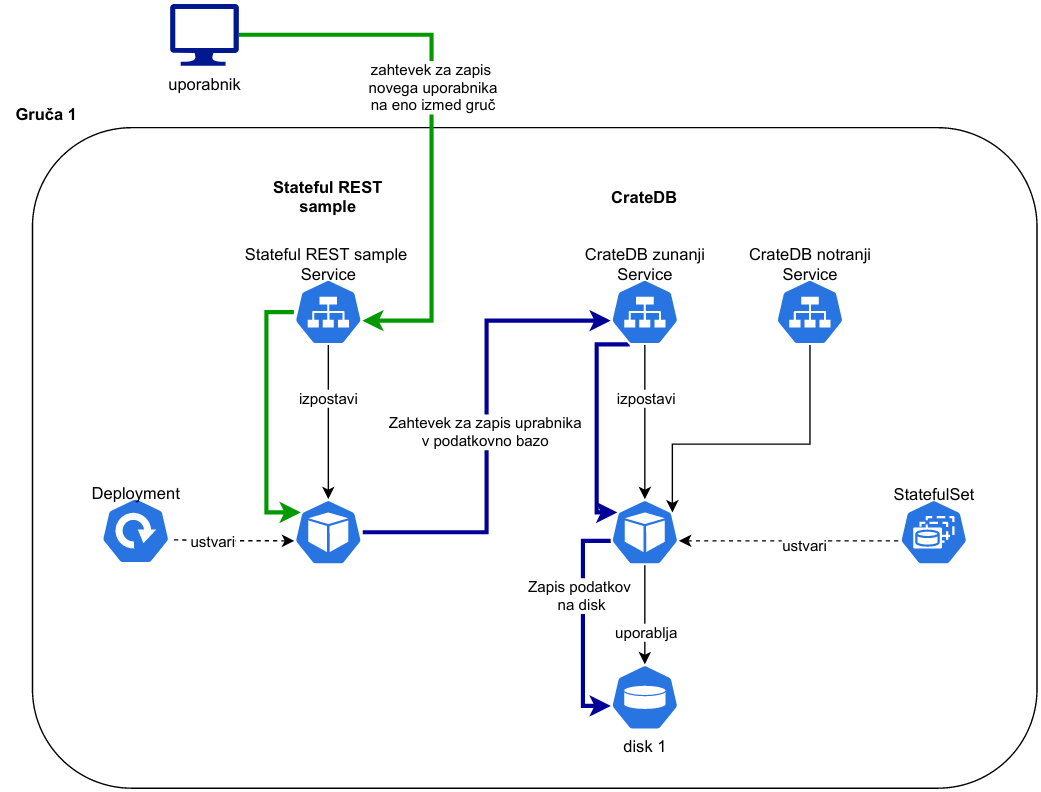 uporabnik
zahtevek za zapis
novega uporabnika
na eno izmed gruč
Gruča 1
Stateful REST
sample
CrateDB
Stateful REST sample
Service
CrateDB zunanji
Service
CrateDB notranji
Service
izpostavi
izpostavi
Zahtevek za zapis uprabnika
v podatkovno bazo
Deployment
StatefulSet
ustvari
ustvari
Zapis podatkov
na disk
uporablja
disk 1